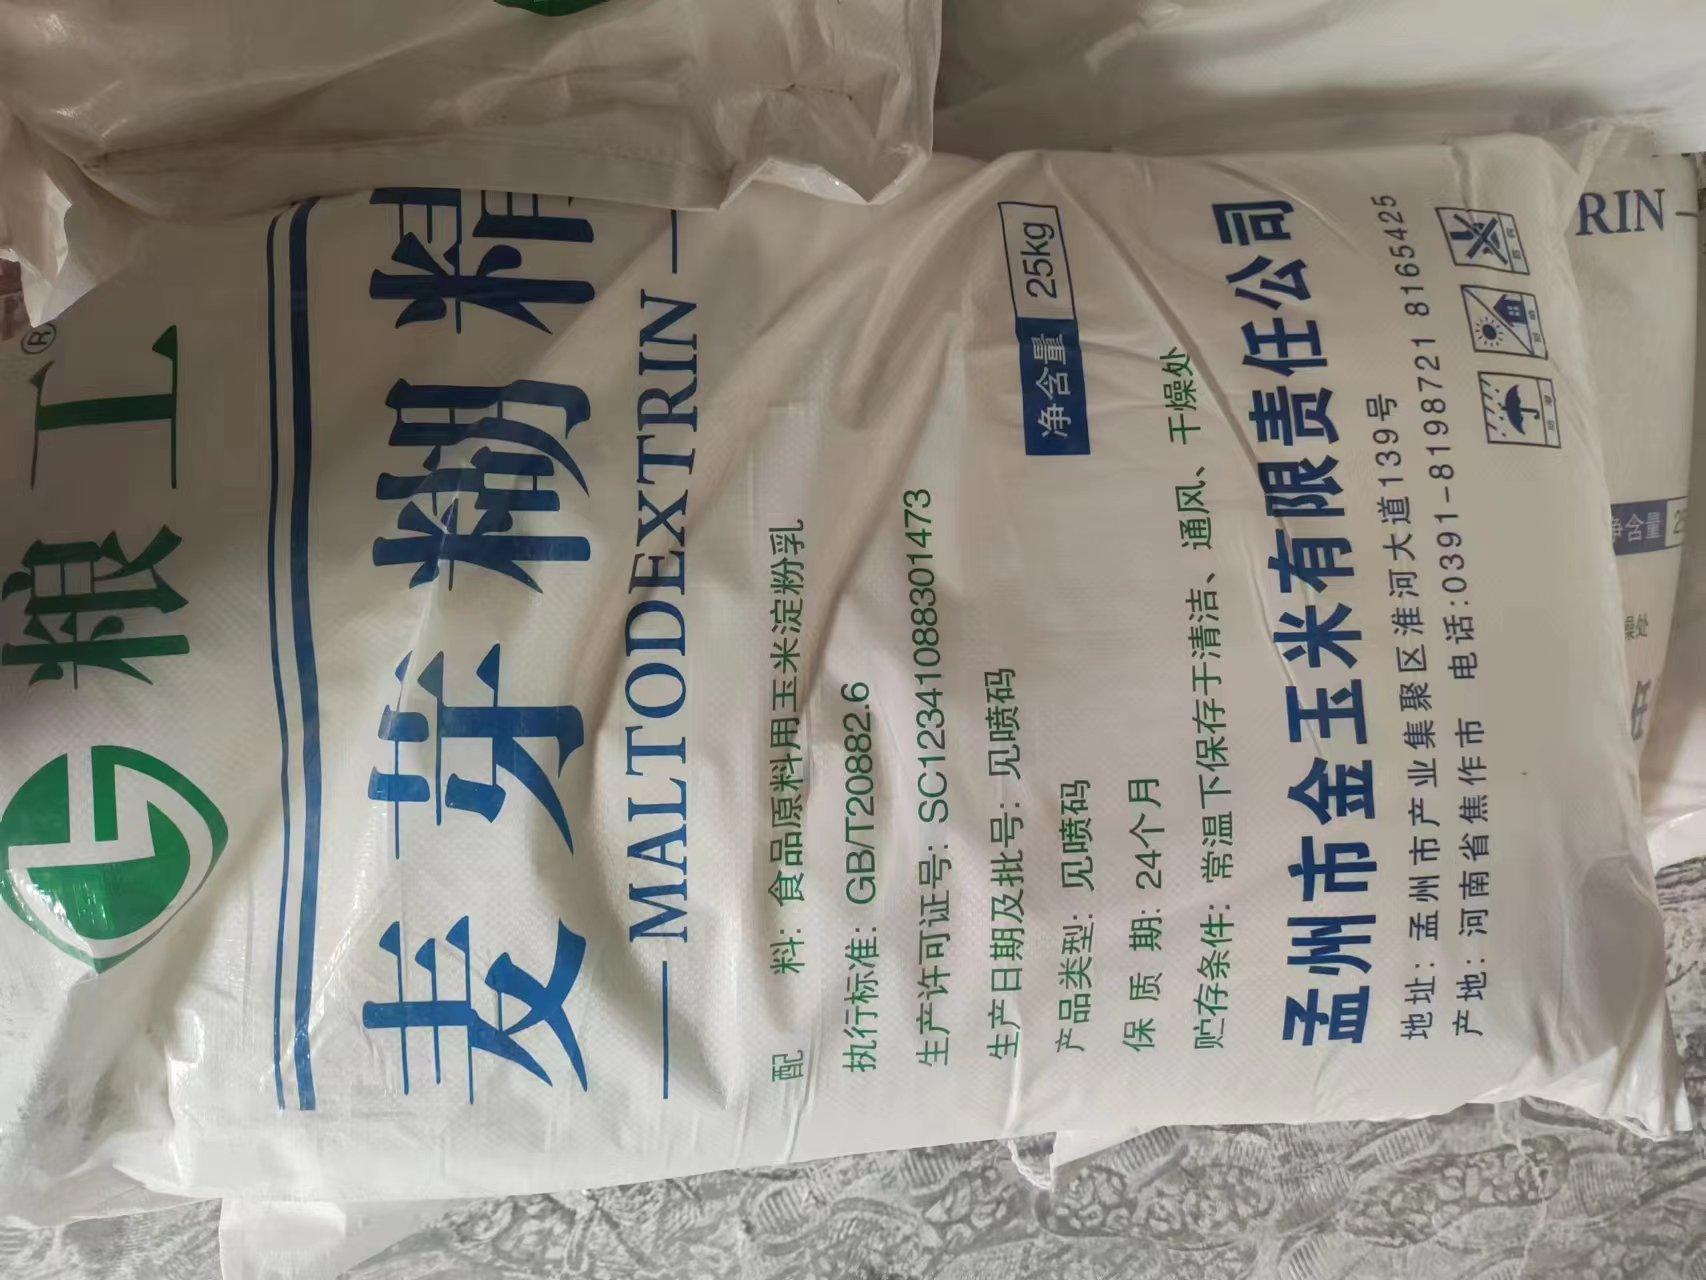 粮工®
麦芽糊精
MALTODEXTRIN
配 料: 食品原料用玉米淀粉乳
执行标准: GB/T20882.6
生产许可证号: SC12341088301473
生产日期及批号: 见喷码
产品类型: 见喷码
保 质 期: 24个月
贮存条件: 常温下保存于清洁、通风、干燥处
净含量 25kg
孟州市金玉米有限责任公司
地址: 孟州市产业集聚区淮河大道139号
产地: 河南省焦作市 电话:0391-8198721 8165425
RIN
净含量 2
燥处